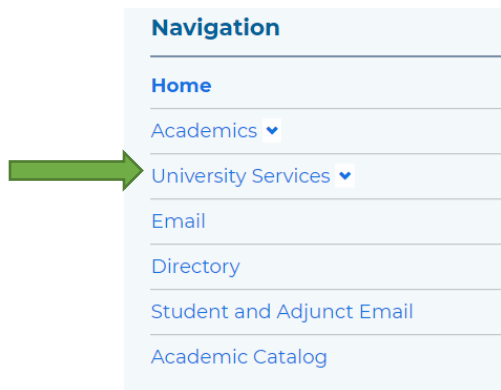 Navigation
Home
Academics
University Services
Email
Directory
Student and Adjunct Email
Academic Catalog